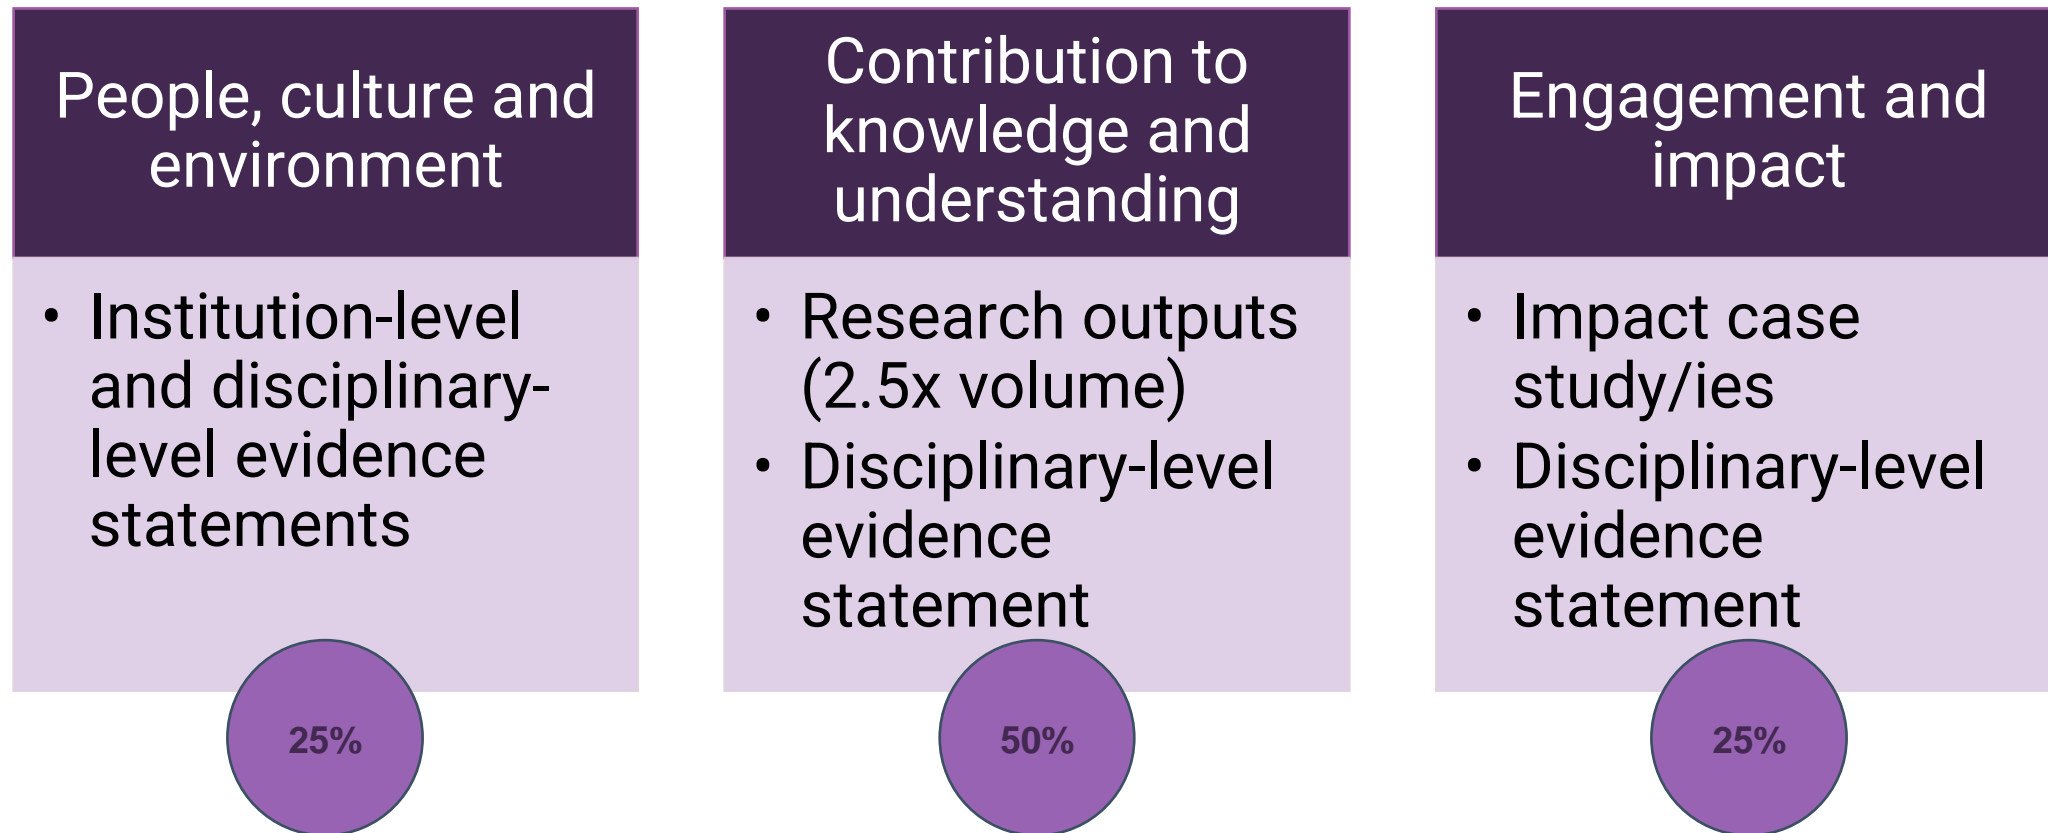 People, culture and
environment
• Institution-level
and disciplinary-
level evidence
statements
25%
Contribution to
knowledge and
understanding
• Research outputs
(2.5x volume)
• Disciplinary-level
evidence
statement
50%
Engagement and
impact
• Impact case
study/ies
• Disciplinary-level
evidence
statement
25%